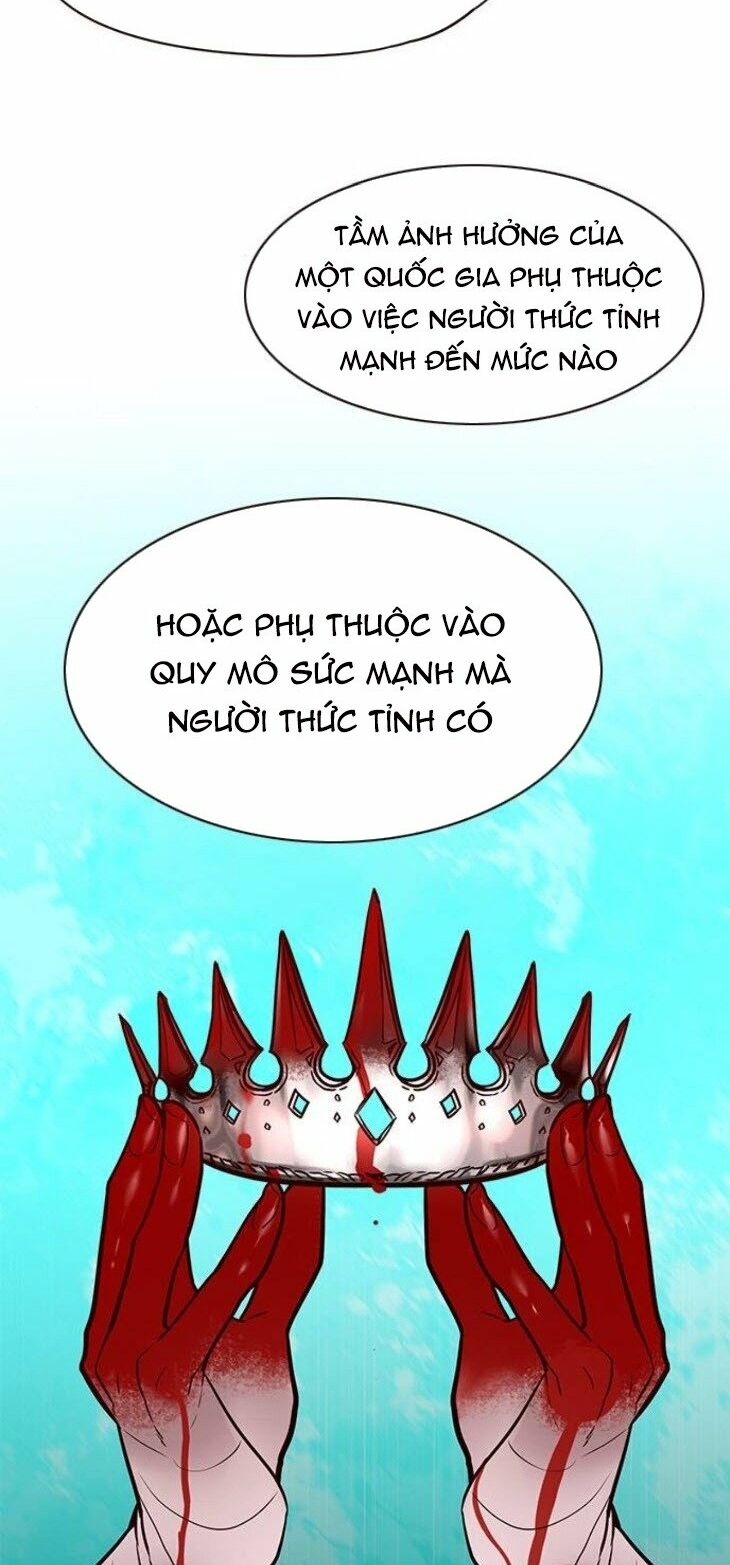 TẦM ẢNH HƯỞNG CỦA
MỘT QUỐC GIA PHỤ THUỘC
VÀO VIỆC NGƯỜI THỨC TỈNH
MẠNH ĐẾN MỨC NÀO
HOẶC PHỤ THUỘC VÀO
QUY MÔ SỨC MẠNH MÀ
NGƯỜI THỨC TỈNH CÓ